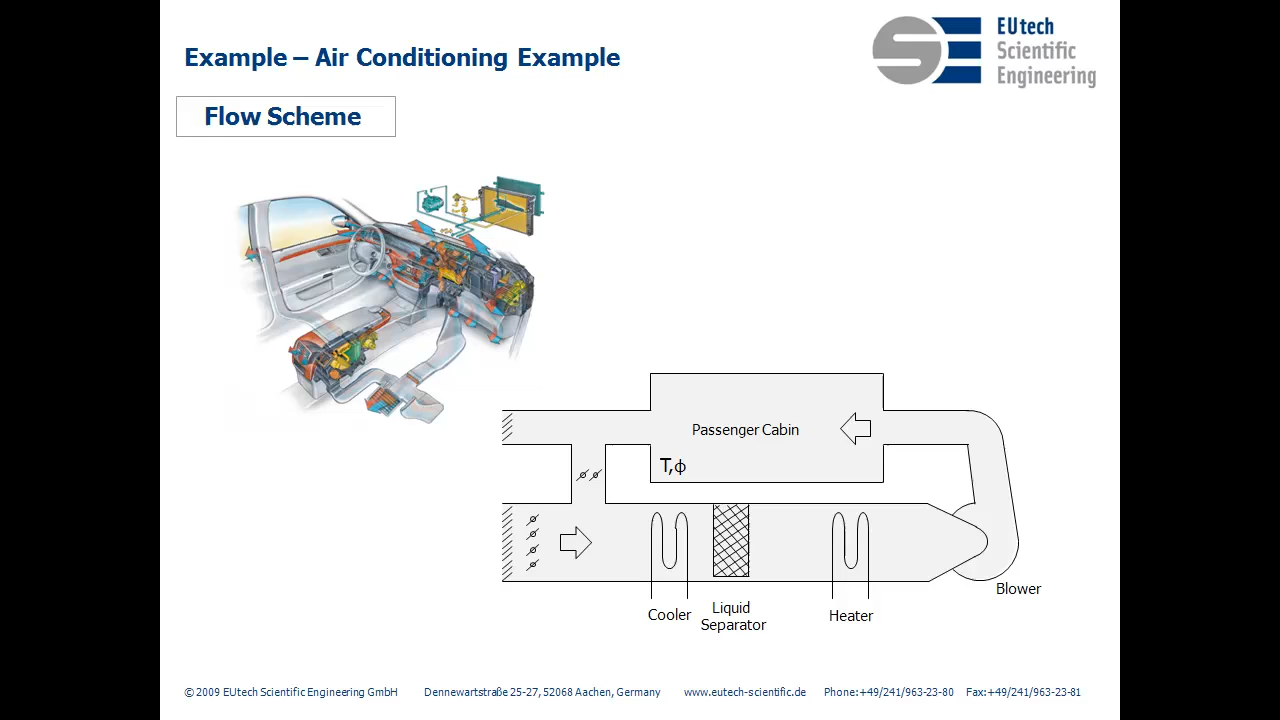 Example – Air Conditioning Example
EUtech
Scientific
Engineering
Flow Scheme
Passenger Cabin
T,ϕ
Cooler
Liquid
Separator
Heater
Blower
© 2009 EUtech Scientific Engineering GmbH Dennewartstraße 25-27, 52068 Aachen, Germany www.eutech-scientific.de Phone:+49/241/963-23-80 Fax:+49/241/963-23-81